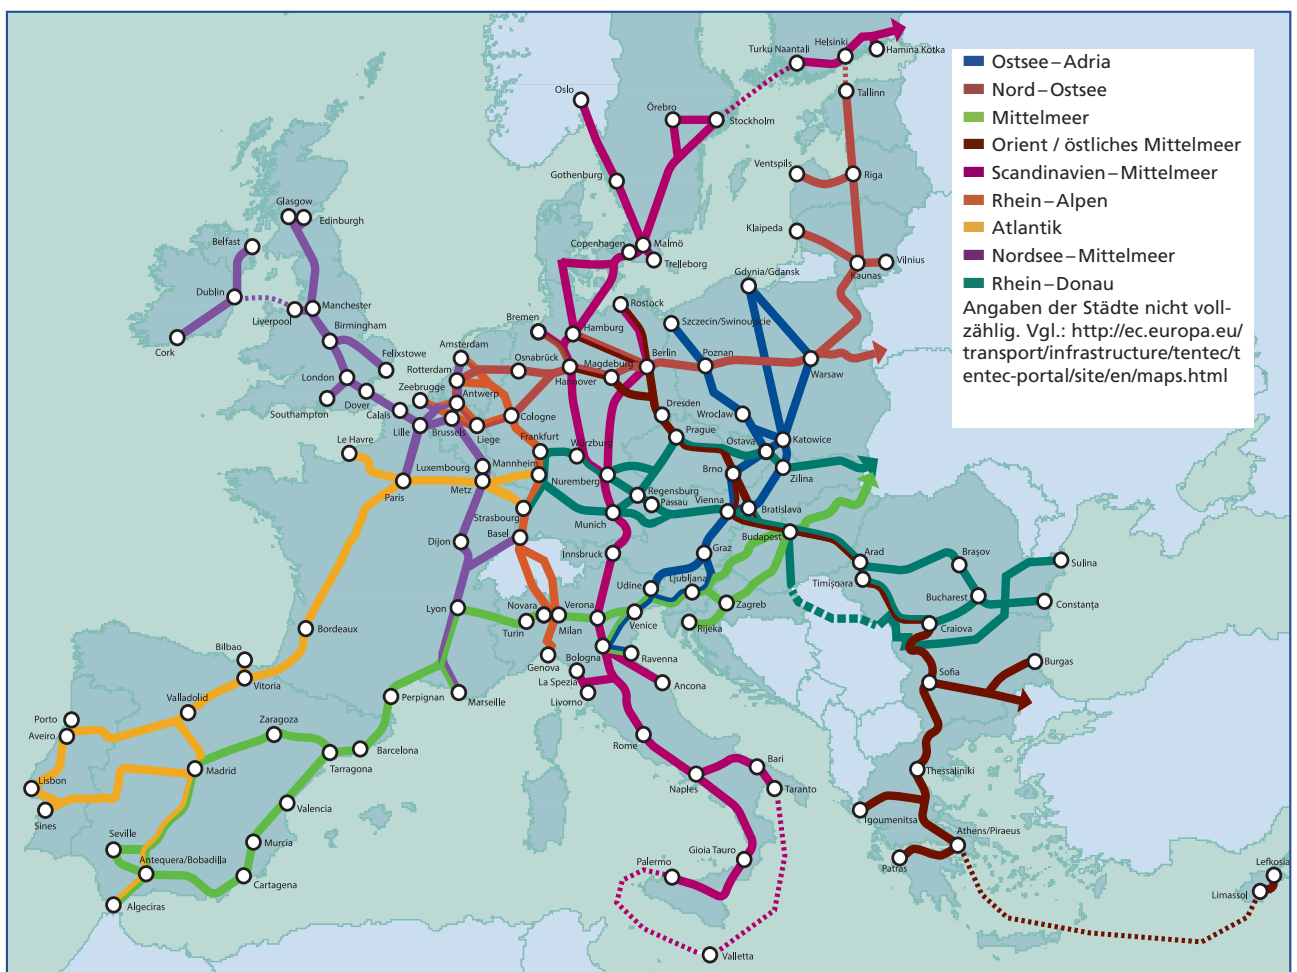 Helsinki
Turku Naantali
Hamina Kotka
Oslo
Tallinn
Örebro
Stockholm
Ventspils
Riga
Gothenburg
Glasgow
Edinburgh
Klaipeda
Belfast
Copenhagen
Malmö
Trelleborg
Vilnius
Kaunas
Gdynia/Gdansk
Dublin
Liverpool
Manchester
Rostock
Bremen
Hamburg
Szczecin/Swinoujscie
Cork
Birmingham
Amsterdam
Felixstowe
Osnabrück
Magdeburg
Berlin
Poznan
Warsaw
Rotterdam
Hannover
London
Zeebrugge
Antwerp
Southampton
Dover
Calais
Cologne
Dresden
Wroclaw
Lille
Brussels
Liege
Prague
Katowice
Le Havre
Frankfurt
Würzburg
Ostava
Luxembourg
Mannheim
Brno
Zilina
Paris
Metz
Nuremberg
Regensburg
Passau
Vienna
Bratislava
Strasbourg
Munich
Basel
Budapest
Dijon
Innsbruck
Graz
Arad
Braşov
Sulina
Udine
Ljubljana
Timişoara
Bucharest
Constanţa
Lyon
Novara
Verona
Zagreb
Turin
Milan
Venice
Rijeka
Craiova
Bordeaux
Bilbao
Genova
Bologna
Ravenna
Burgas
Vitoria
La Spezia
Ancona
Sofia
Valladolid
Perpignan
Marseille
Livorno
Porto
Aveiro
Zaragoza
Barcelona
Rome
Tarragona
Lisbon
Madrid
Bari
Thessaliniki
Naples
Taranto
Sines
Valencia
Igoumenitsa
Seville
Murcia
Athens/Piraeus
Antequera/Bobadilla
Gioia Tauro
Palermo
Patras
Lefkosia
Cartagena
Limassol
Algeciras
Valletta
Ostsee–Adria
Nord–Ostsee
Mittelmeer
Orient / östliches Mittelmeer
Scandinavien–Mittelmeer
Rhein–Alpen
Atlantik
Nordsee–Mittelmeer
Rhein–Donau
Angaben der Städte nicht voll-
zählig. Vgl.: http://ec.europa.eu/
transport/infrastructure/tentec/t
entec-portal/site/en/maps.html